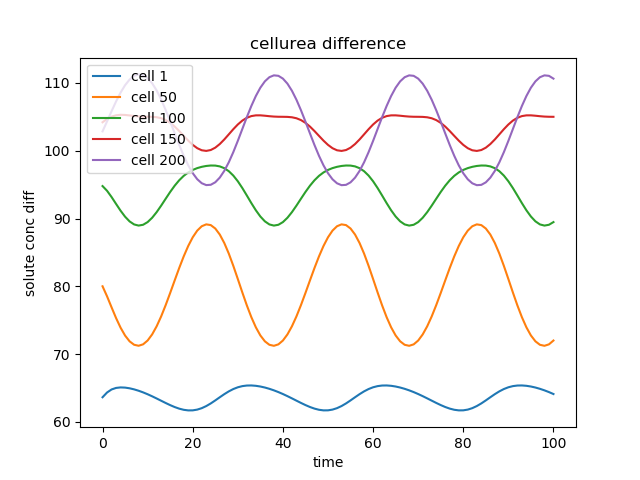 cellurea difference
cell 1
cell 50
cell 100
cell 150
cell 200
solute conc diff
110
100
90
80
70
60
0
20
40
60
80
100
time